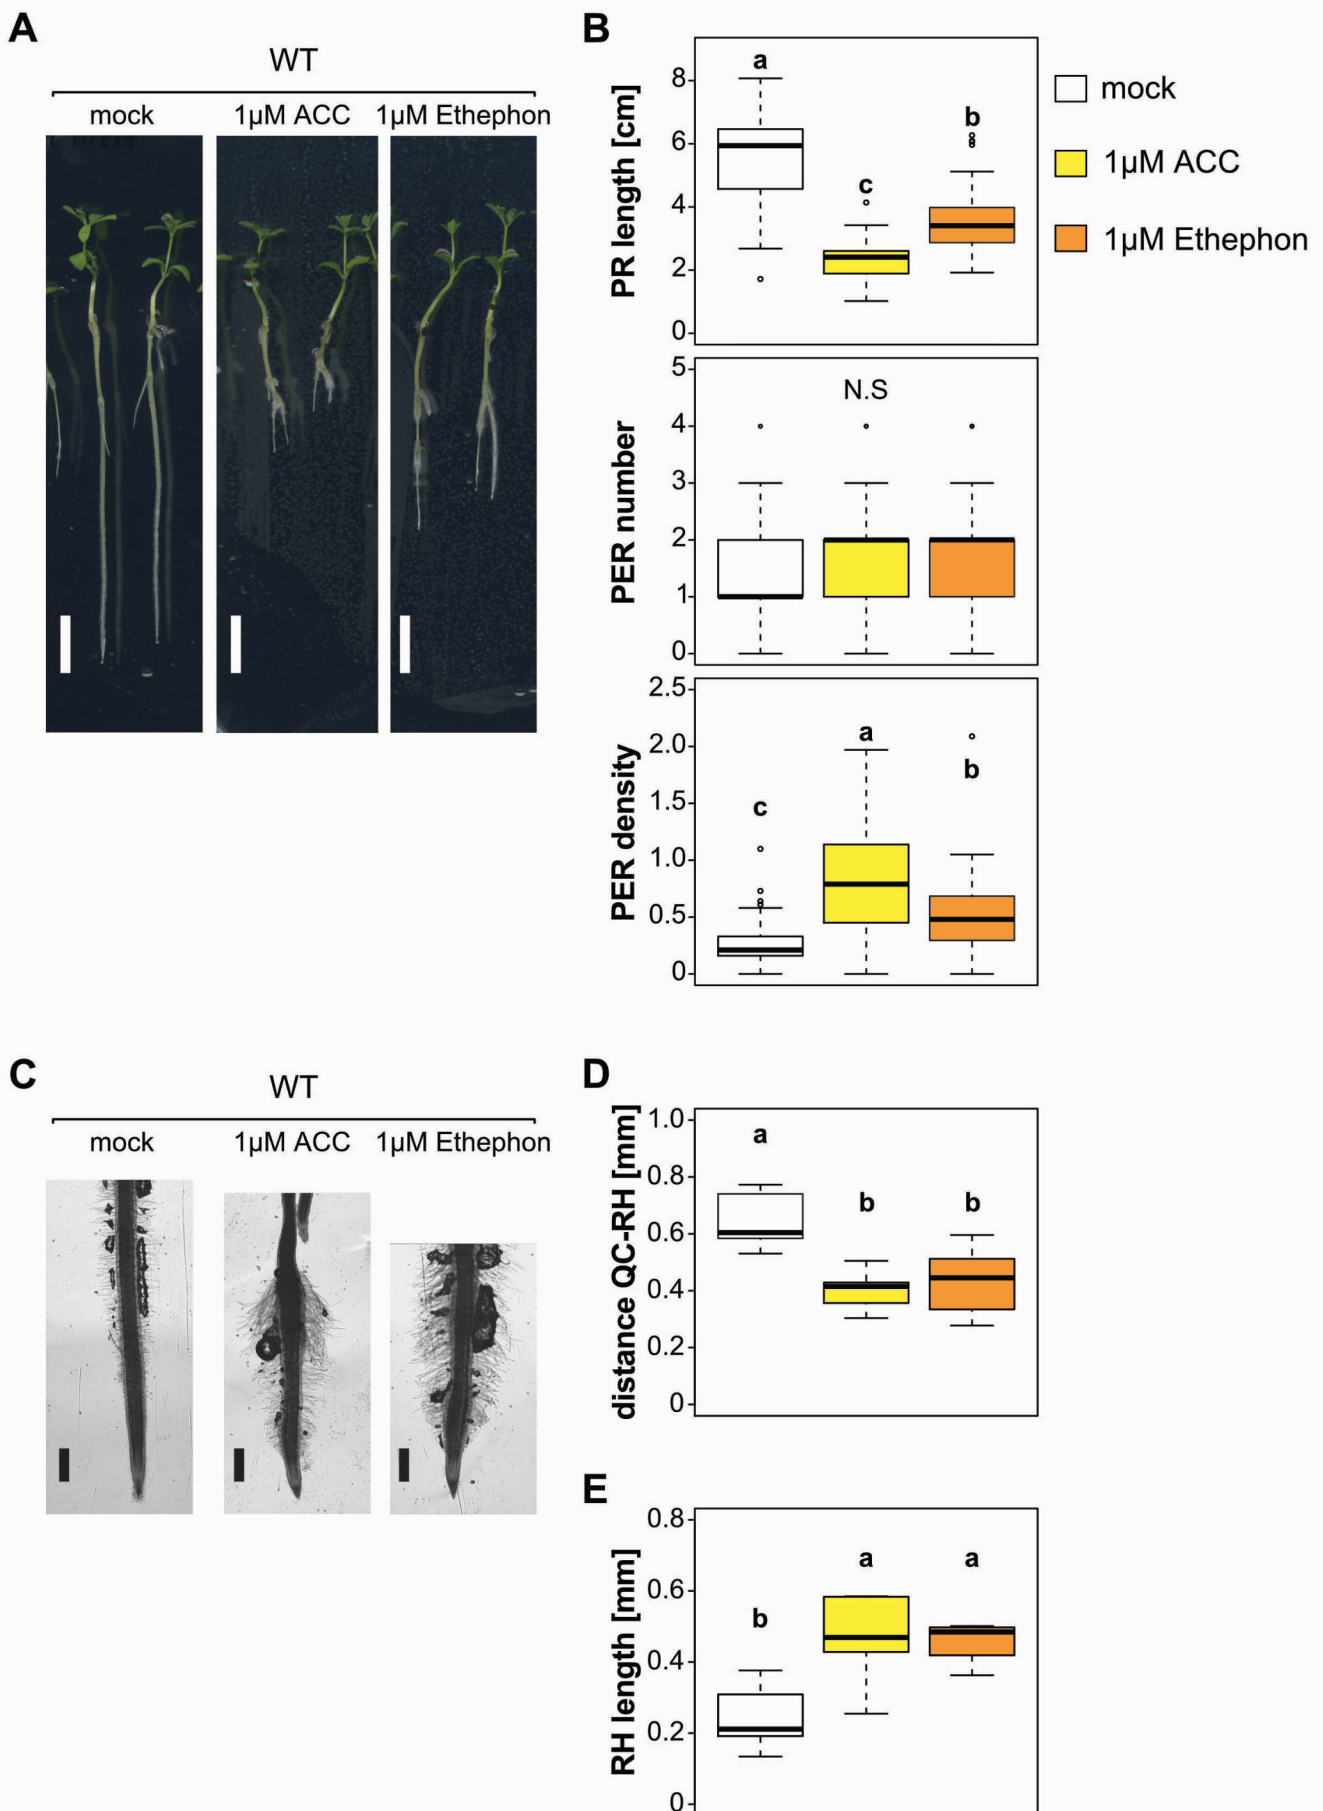 A
WT
mock 1µM ACC 1µM Ethephon
B
PR length [cm]
8
6
4
2
0
a
c
b
mock
1µM ACC
1µM Ethephon
PER number
5
4
3
2
1
0
N.S
PER density
2.5
2.0
1.5
1.0
0.5
0
c
a
b
C
WT
mock 1µM ACC 1µM Ethephon
D
distance QC-RH [mm]
1.0
0.8
0.6
0.4
0.2
0
a
b
b
E
RH length [mm]
0.8
0.6
0.4
0.2
0
b
a
a